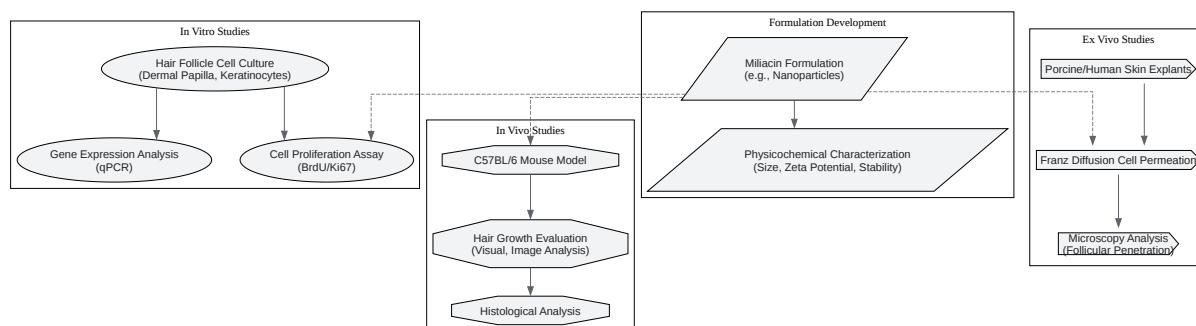 In Vitro Studies
Hair Follicle Cell Culture
(Dermal Papilla, Keratinocytes)
Gene Expression Analysis
(qPCR)
Cell Proliferation Assay
(BrdU/Ki67)
In Vivo Studies
C57BL/6 Mouse Model
Hair Growth Evaluation
(Visual, Image Analysis)
Histological Analysis
Formulation Development
Miliacin Formulation
(e.g., Nanoparticles)
Physicochemical Characterization
(Size, Zeta Potential, Stability)
Ex Vivo Studies
Porcine/Human Skin Explants
Franz Diffusion Cell Permeation
Microscopy Analysis
(Follicular Penetration)